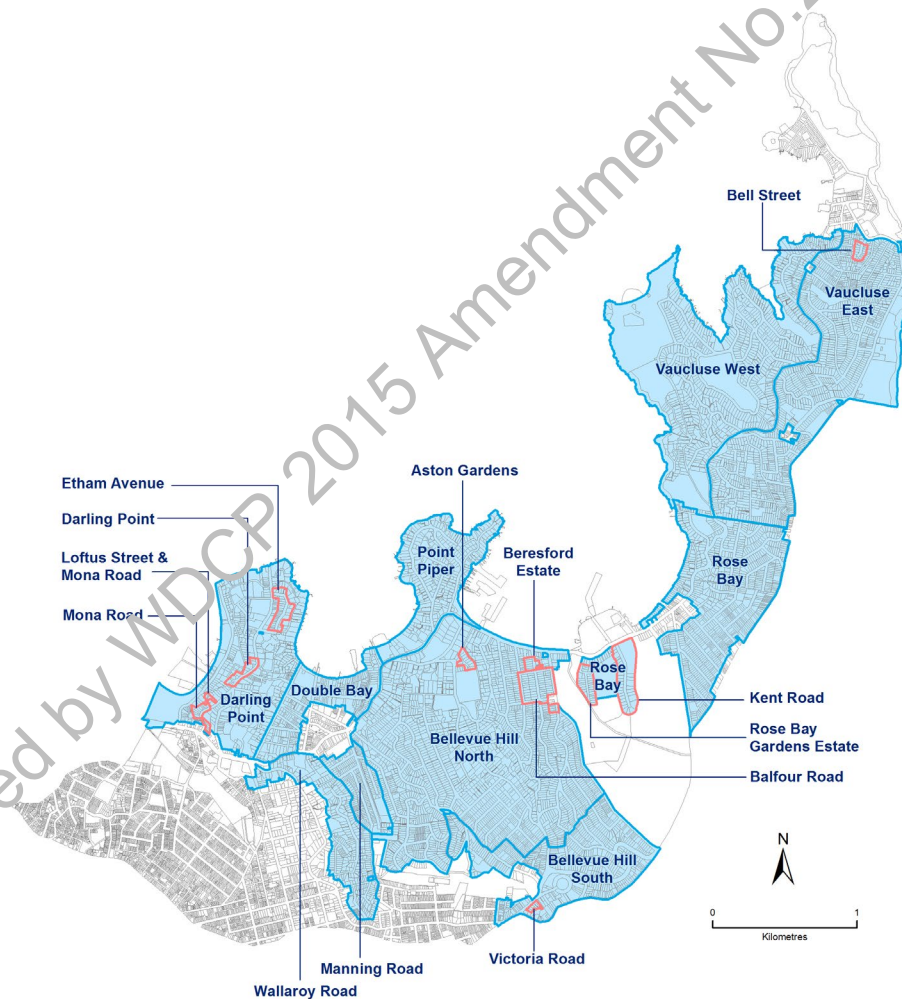 ed by WDCP 2015 Amendment No.
Bell Street
Vaucluse
East
Vaucluse West
Etham Avenue
Aston Gardens
Darling Point
Point
Piper
Beresford
Estate
Loftus Street &
Mona Road
Rose
Bay
Mona Road
Double Bay
Rose
Bay
Darling
Point
Kent Road
Bellevue Hill
North
Rose Bay
Gardens Estate
Balfour Road
N
Bellevue Hill
South
0 1
Kilometres
Victoria Road
Manning Road
Wallaroy Road